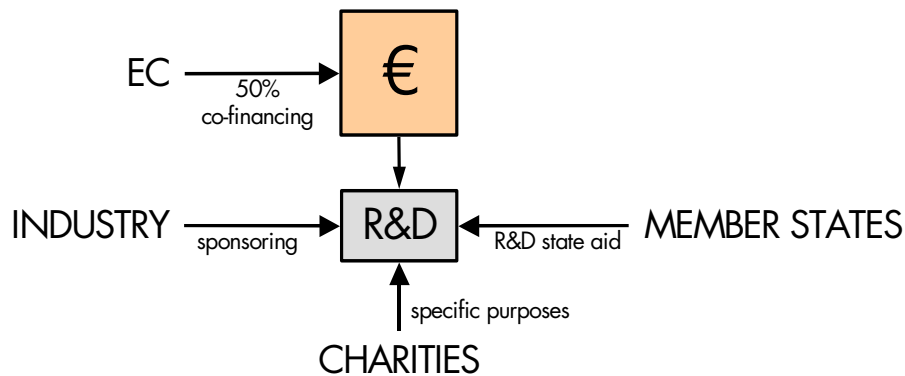 €
EC
50%
co-financing
INDUSTRY
sponsoring
R&D
R&D state aid
MEMBER STATES
specific purposes
CHARITIES